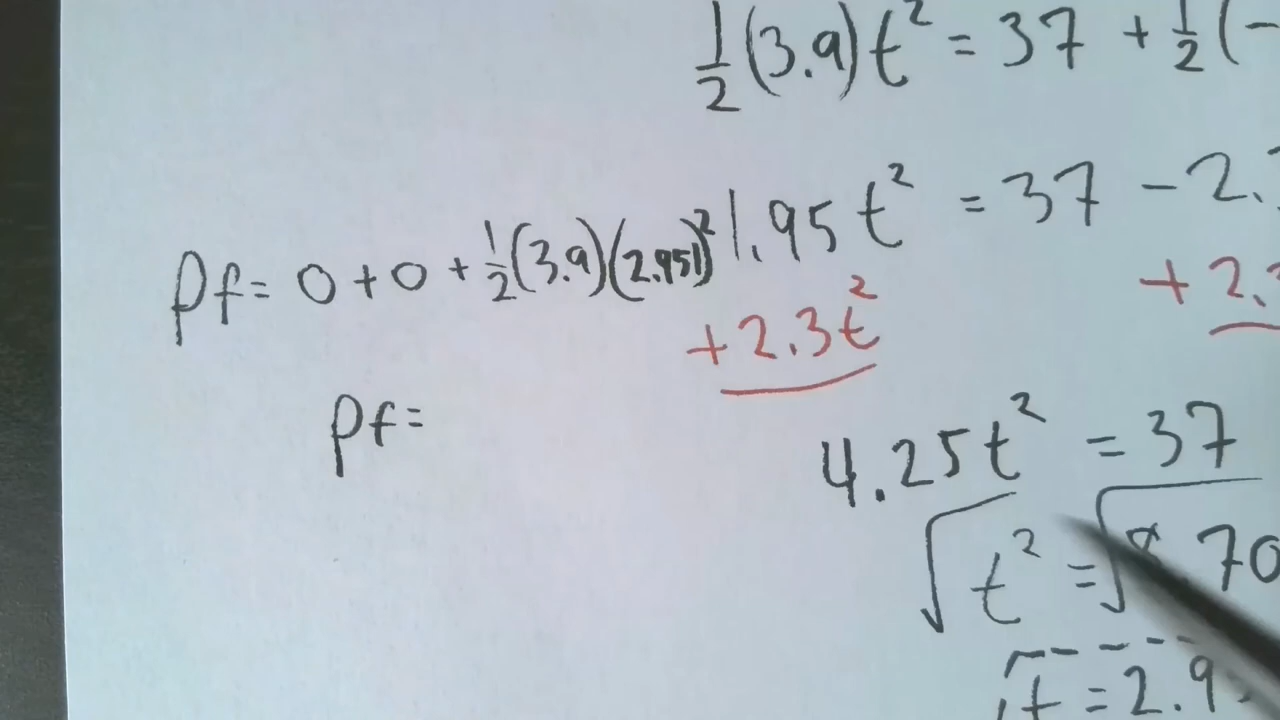 1/2(3.9)t² = 37 + 1/2(-
1.95t² = 37 - 2.
Pf = 0 + 0 + 1/2(3.9)(2.951)²
+2.3t² +2.
Pf =
4.25t² = 37
√t² = √8.70
t = 2.9